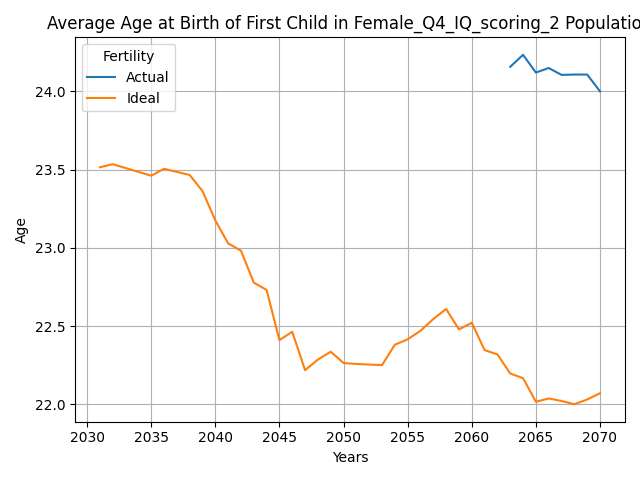 Average Age at Birth of First Child in Female_Q4_IQ_scoring_2 Populatio
Fertility
Actual
Ideal
24.0
23.5
23.0
22.5
22.0
Age
2030 2035 2040 2045 2050 2055 2060 2065 2070
Years